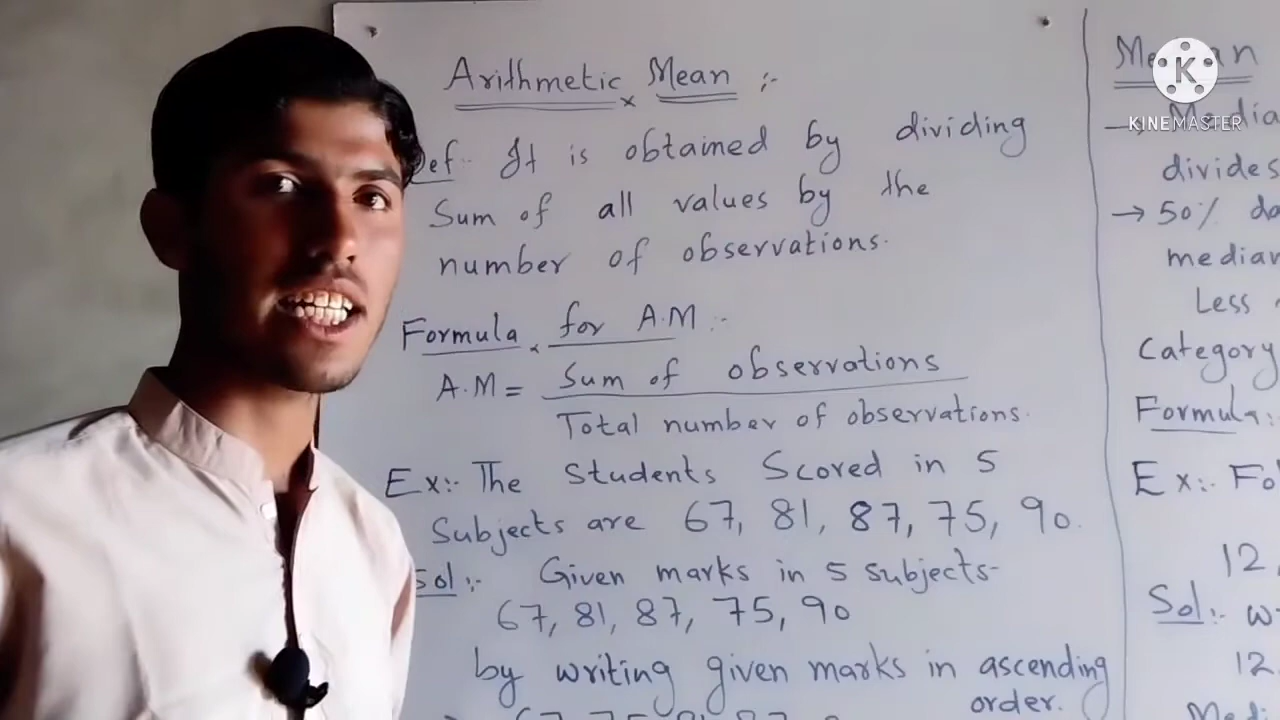 Arithmetic Mean :-
Def:- It is obtained by dividing
Sum of all values by the
number of observations.
Formula for A.M :-
A.M = Sum of observations
Total number of observations.
Ex:- The Students Scored in 5
Subjects are 67, 81, 87, 75, 90.
Sol:- Given marks in 5 subjects-
67, 81, 87, 75, 90
by writing given marks in ascending
order.
divides
→ 50%
median
Less
Category
Formula:
Ex:-
12,
Sol:-
12
K
KINEMASTER